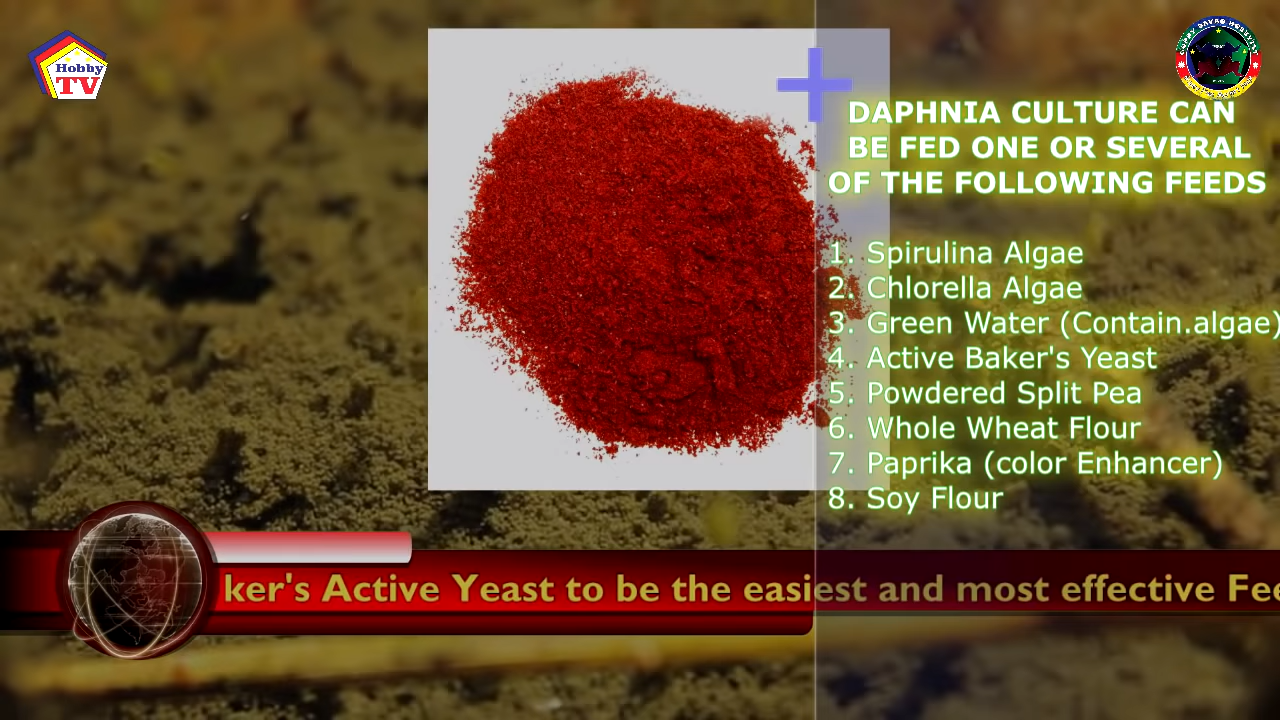 Hobby
TV
DAPHNIA CULTURE CAN
BE FED ONE OR SEVERAL
OF THE FOLLOWING FEEDS
1. Spirulina Algae
2. Chlorella Algae
3. Green Water (Contain.algae)
4. Active Baker's Yeast
5. Powdered Split Pea
6. Whole Wheat Flour
7. Paprika (color Enhancer)
8. Soy Flour
ker's Active Yeast to be the easiest and most effective Fee